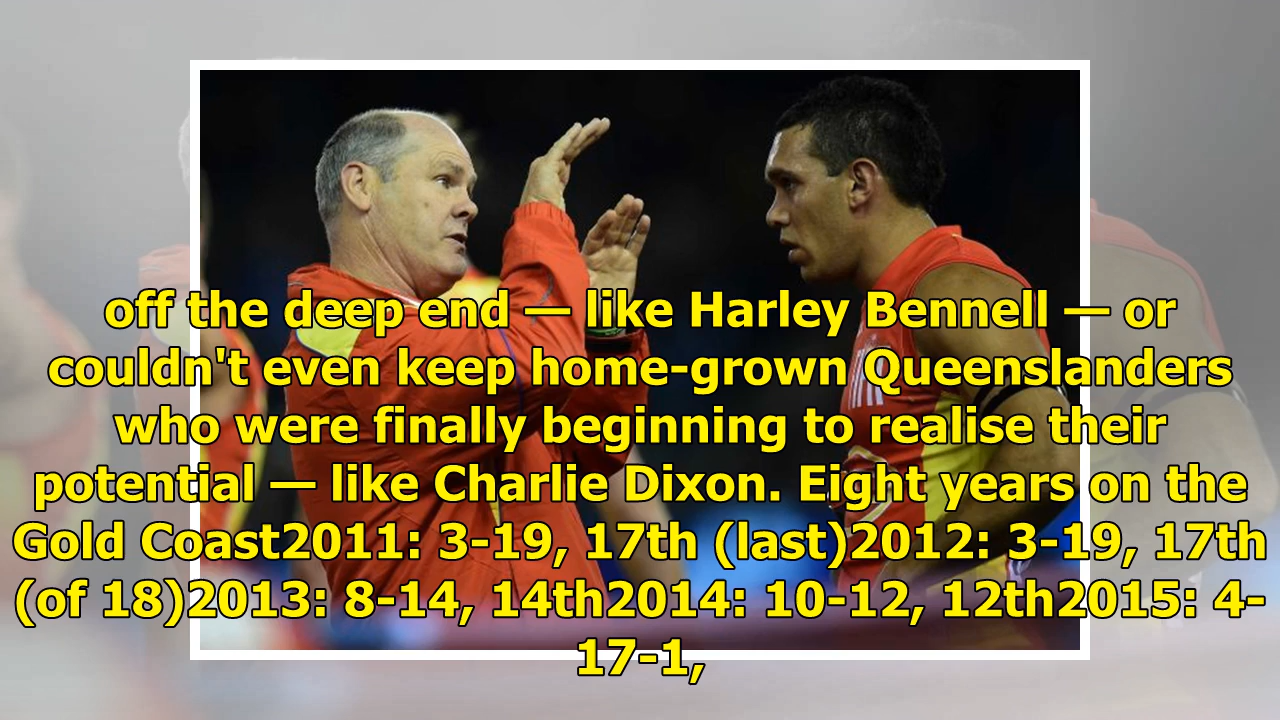 off the deep end — like Harley Bennell — or
couldn't even keep home-grown Queenslanders
who were finally beginning to realise their
potential — like Charlie Dixon. Eight years on the
Gold Coast2011: 3-19, 17th (last)2012: 3-19, 17th
(of 18)2013: 8-14, 14th2014: 10-12, 12th2015: 4-
17-1,